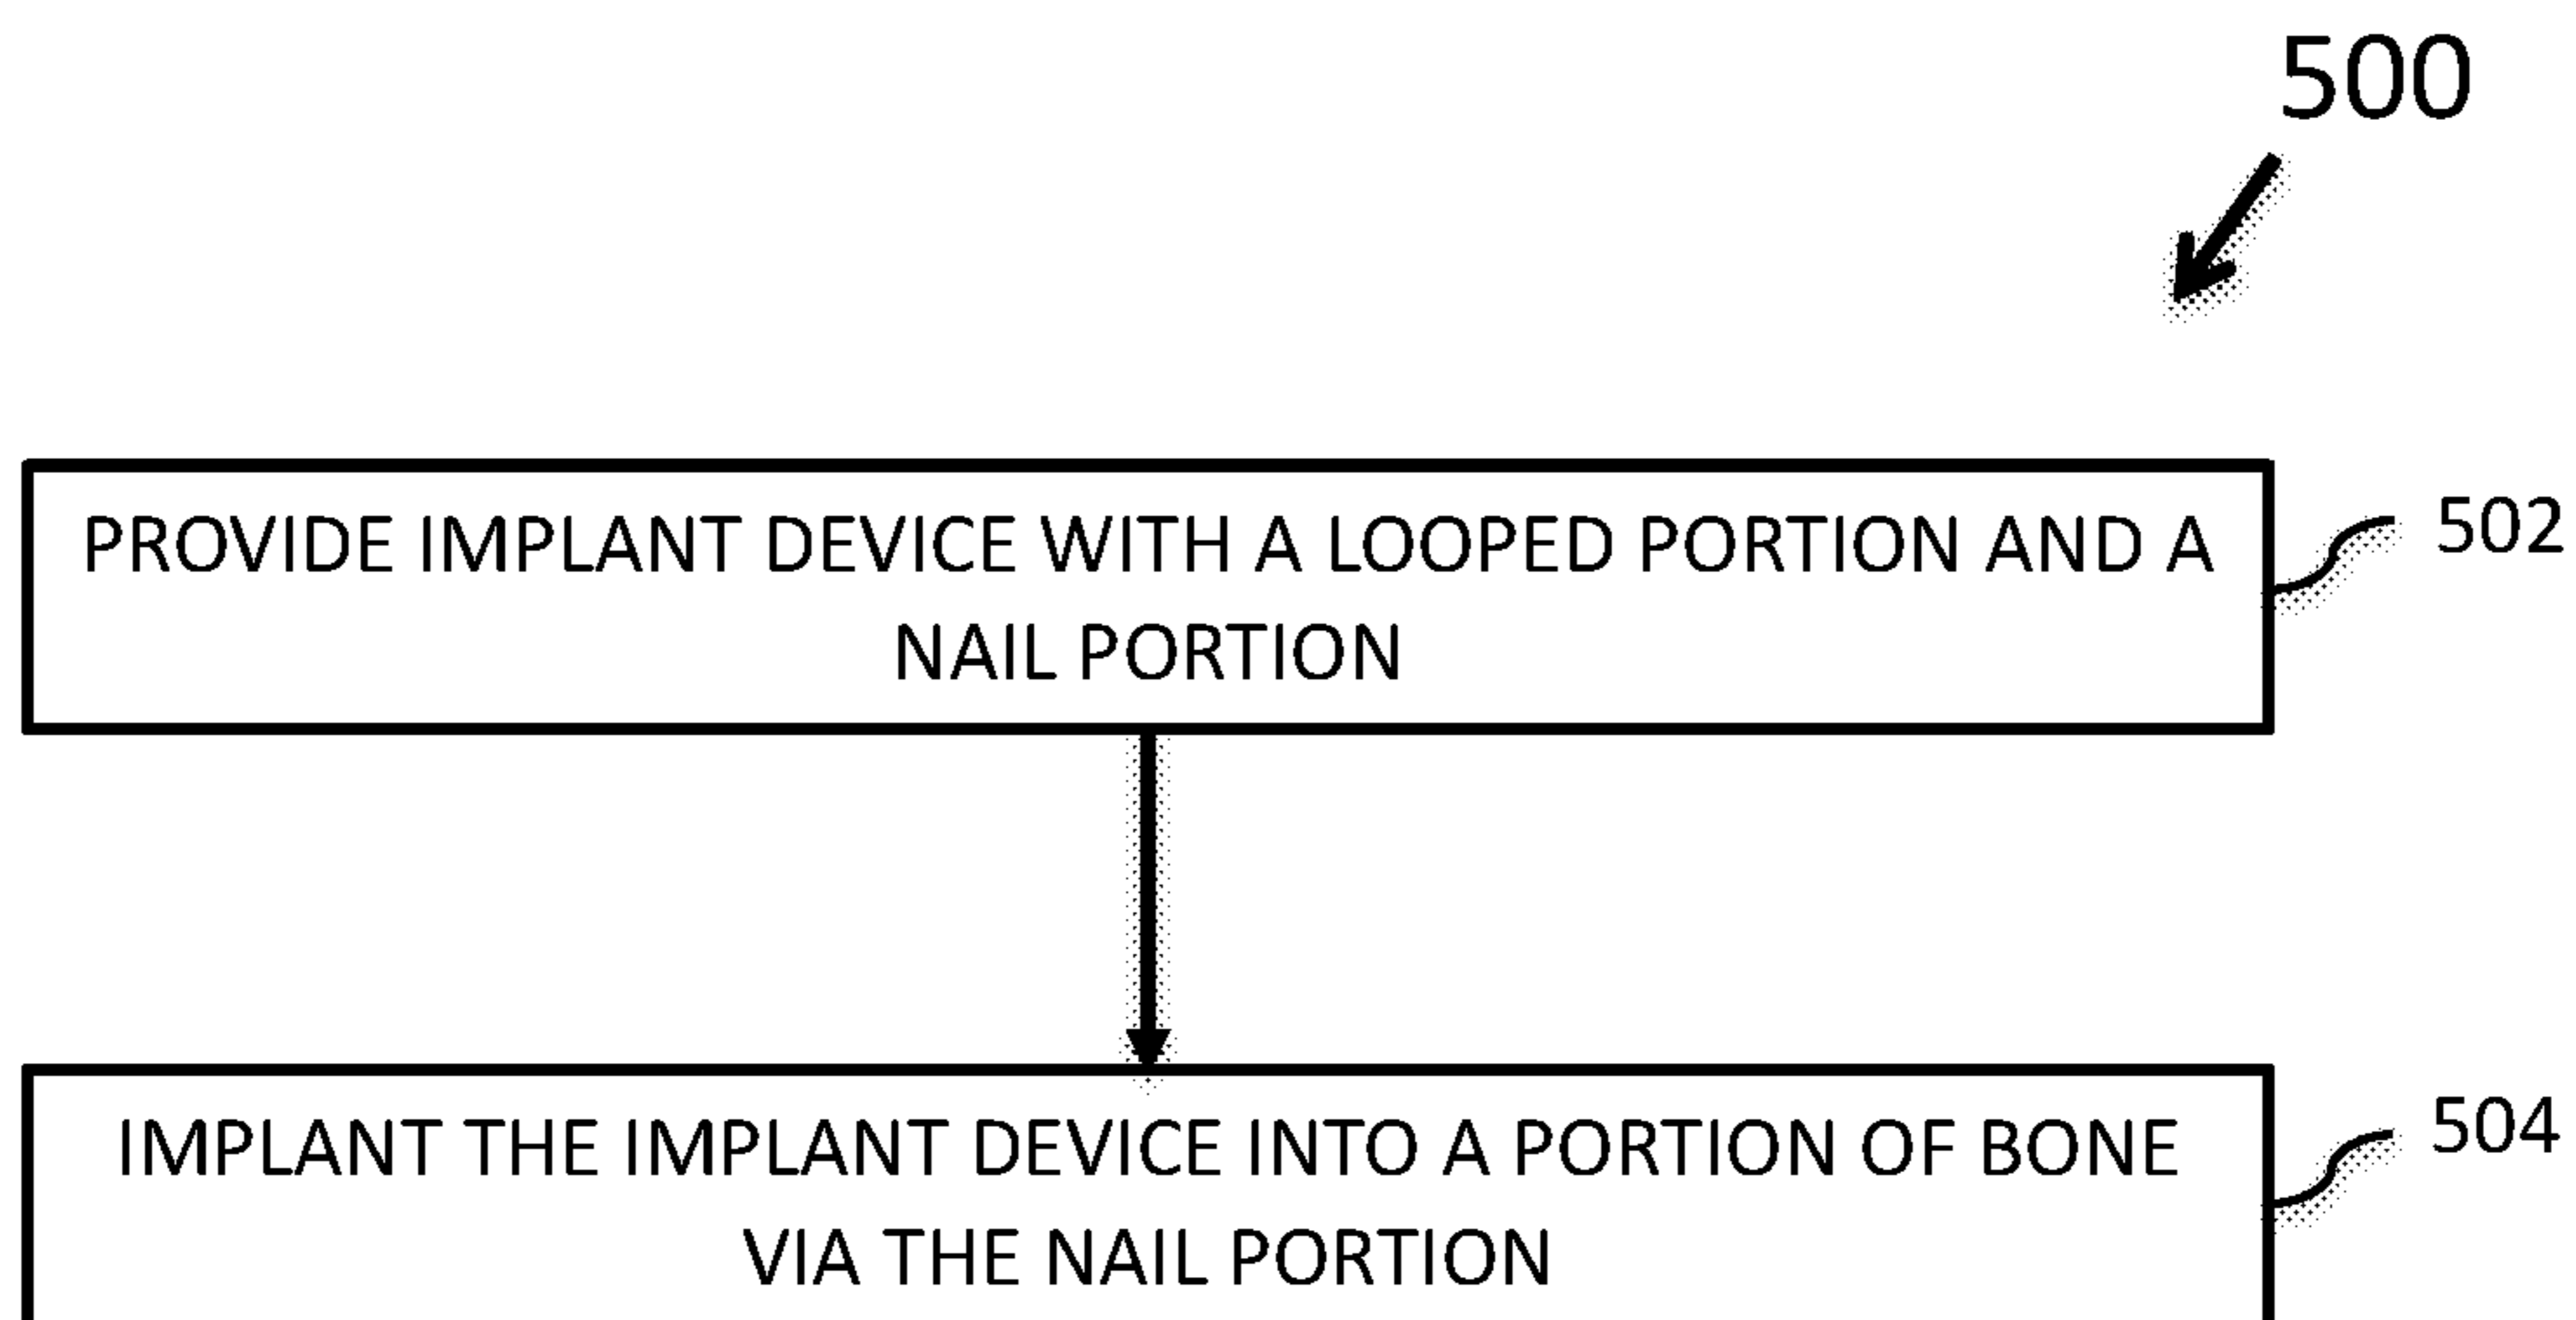 500
PROVIDE IMPLANT DEVICE WITH A LOOPED PORTION AND A
NAIL PORTION
502
IMPLANT THE IMPLANT DEVICE INTO A PORTION OF BONE
VIA THE NAIL PORTION
504